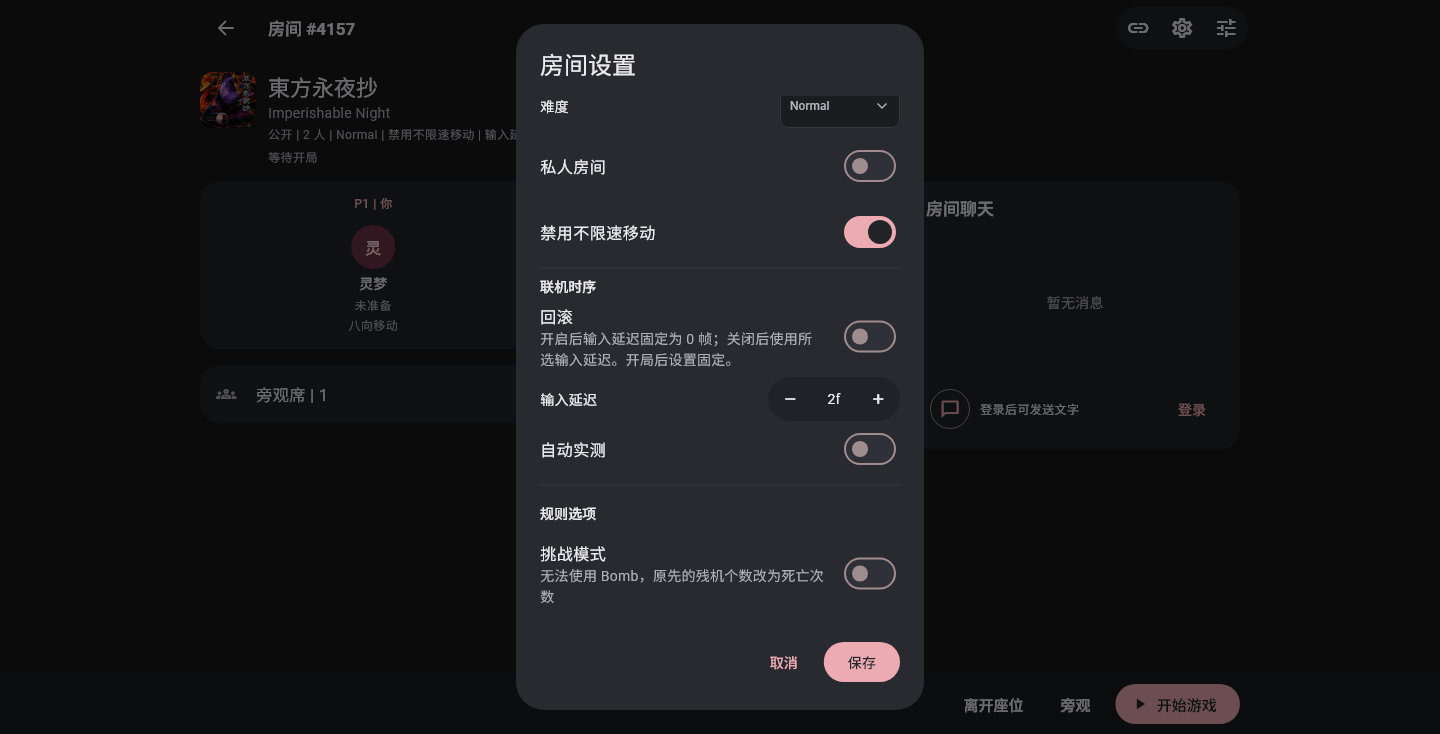 房间 #4157
東方永夜抄
Imperishable Night
公开 | 2 人 | Normal | 禁用不限速移动 | 输入
等待开局
P1 | 你
灵
灵梦
未准备
八向移动
旁观席 | 1
房间设置
难度
Normal
私人房间
禁用不限速移动
联机时序
回滚
开启后输入延迟固定为 0 帧；关闭后使用所
选输入延迟。开局后设置固定。
输入延迟
2f
自动实测
规则选项
挑战模式
无法使用 Bomb，原先的残机个数改为死亡次
数
取消
保存
房间聊天
暂无消息
登录后可发送文字
登录
离开座位
旁观
开始游戏